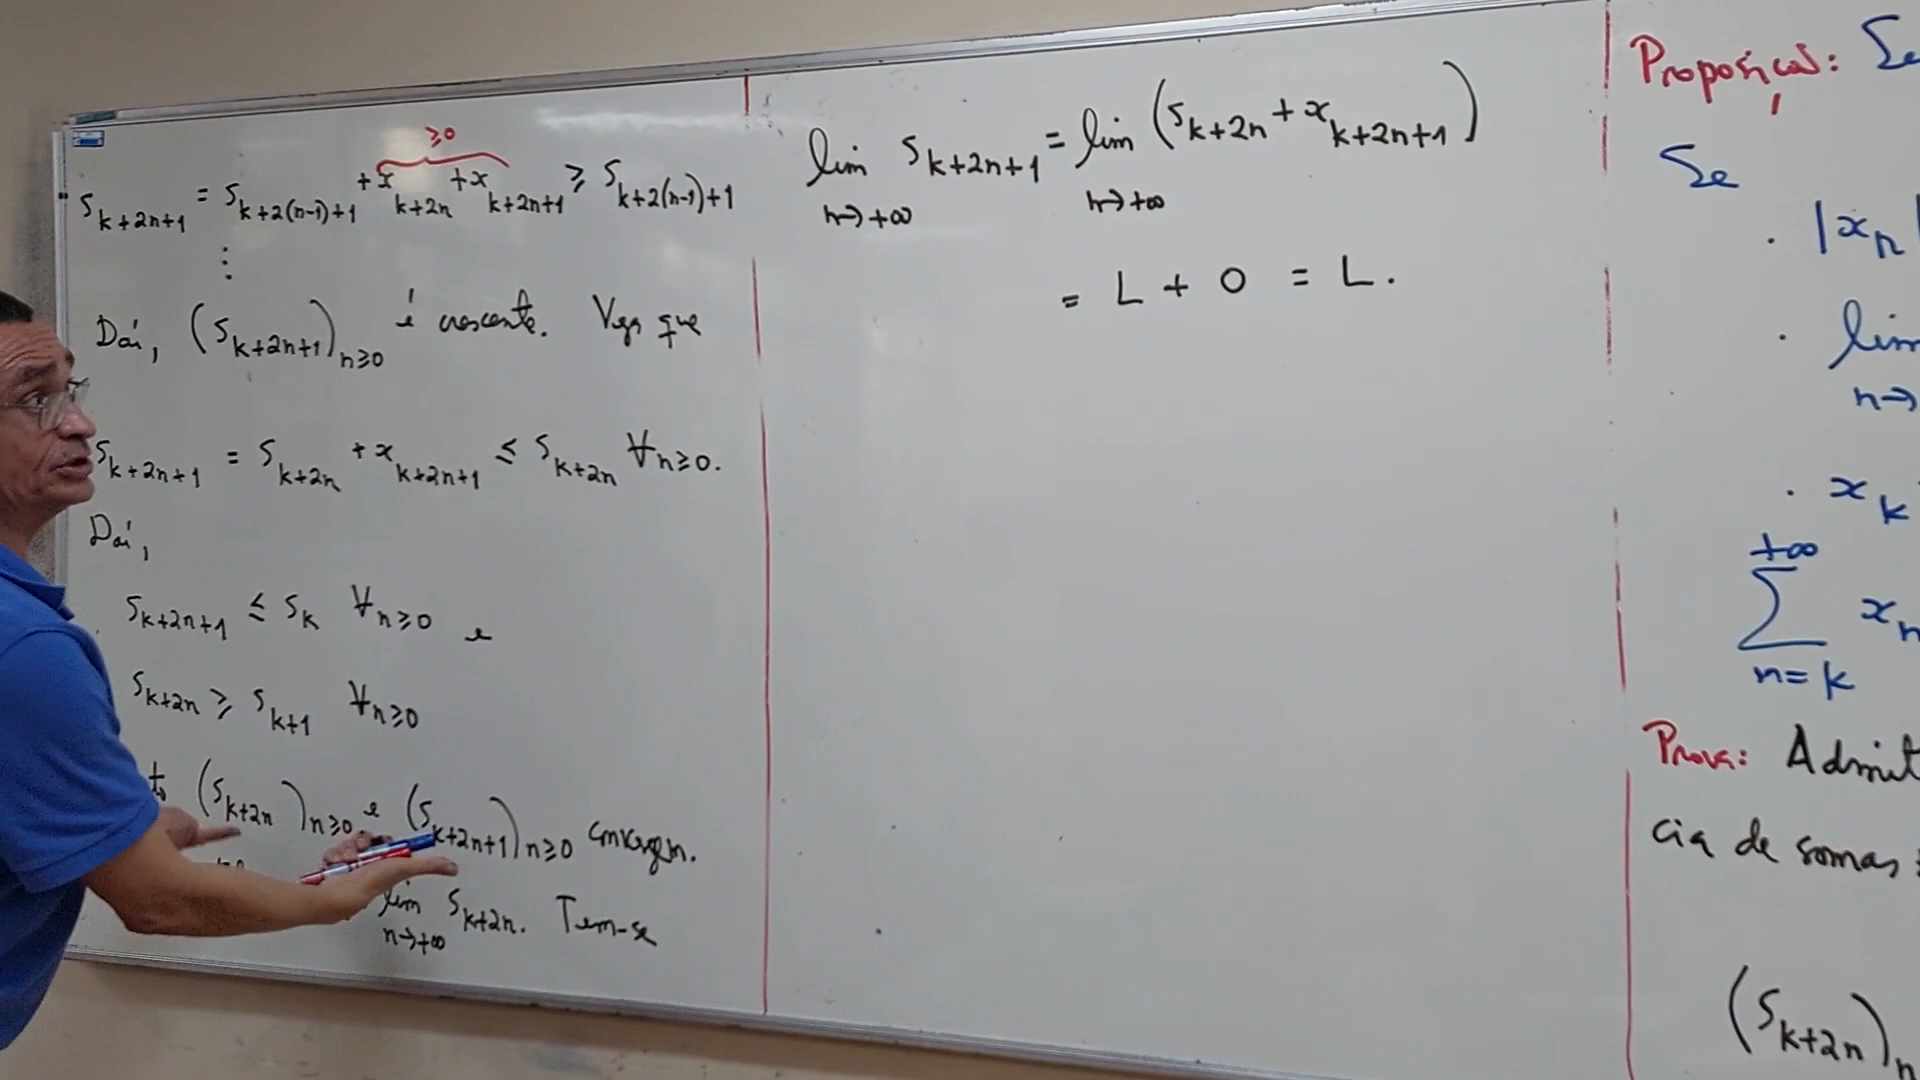 ≥0
• S_{k+2n+1} = S_{k+2(n-1)+1} + x_{k+2n} + x_{k+2n+1} ≥ S_{k+2(n-1)+1}
⋮
Daí, (S_{k+2n+1})_{n≥0} é crescente. Veja que
S_{k+2n+1} = S_{k+2n} + x_{k+2n+1} ≤ S_{k+2n} ∀n≥0.
Daí,
S_{k+2n+1} ≤ S_k ∀n≥0 e
S_{k+2n} ≥ S_{k+1} ∀n≥0
(S_{k+2n})_{n≥0} e (S_{k+2n+1})_{n≥0} convergem.
lim S_{k+2n}. Tem-se
n→+∞
lim S_{k+2n+1} = lim (S_{k+2n} + x_{k+2n+1})
n→+∞ n→+∞
= L + 0 = L.
Proposição: Se
Se
· |x_n|
· lim
n→
· x_k
+∞
∑ x_n
n=k
Prova: Admit
cia de somas
(S_{k+2n})_n